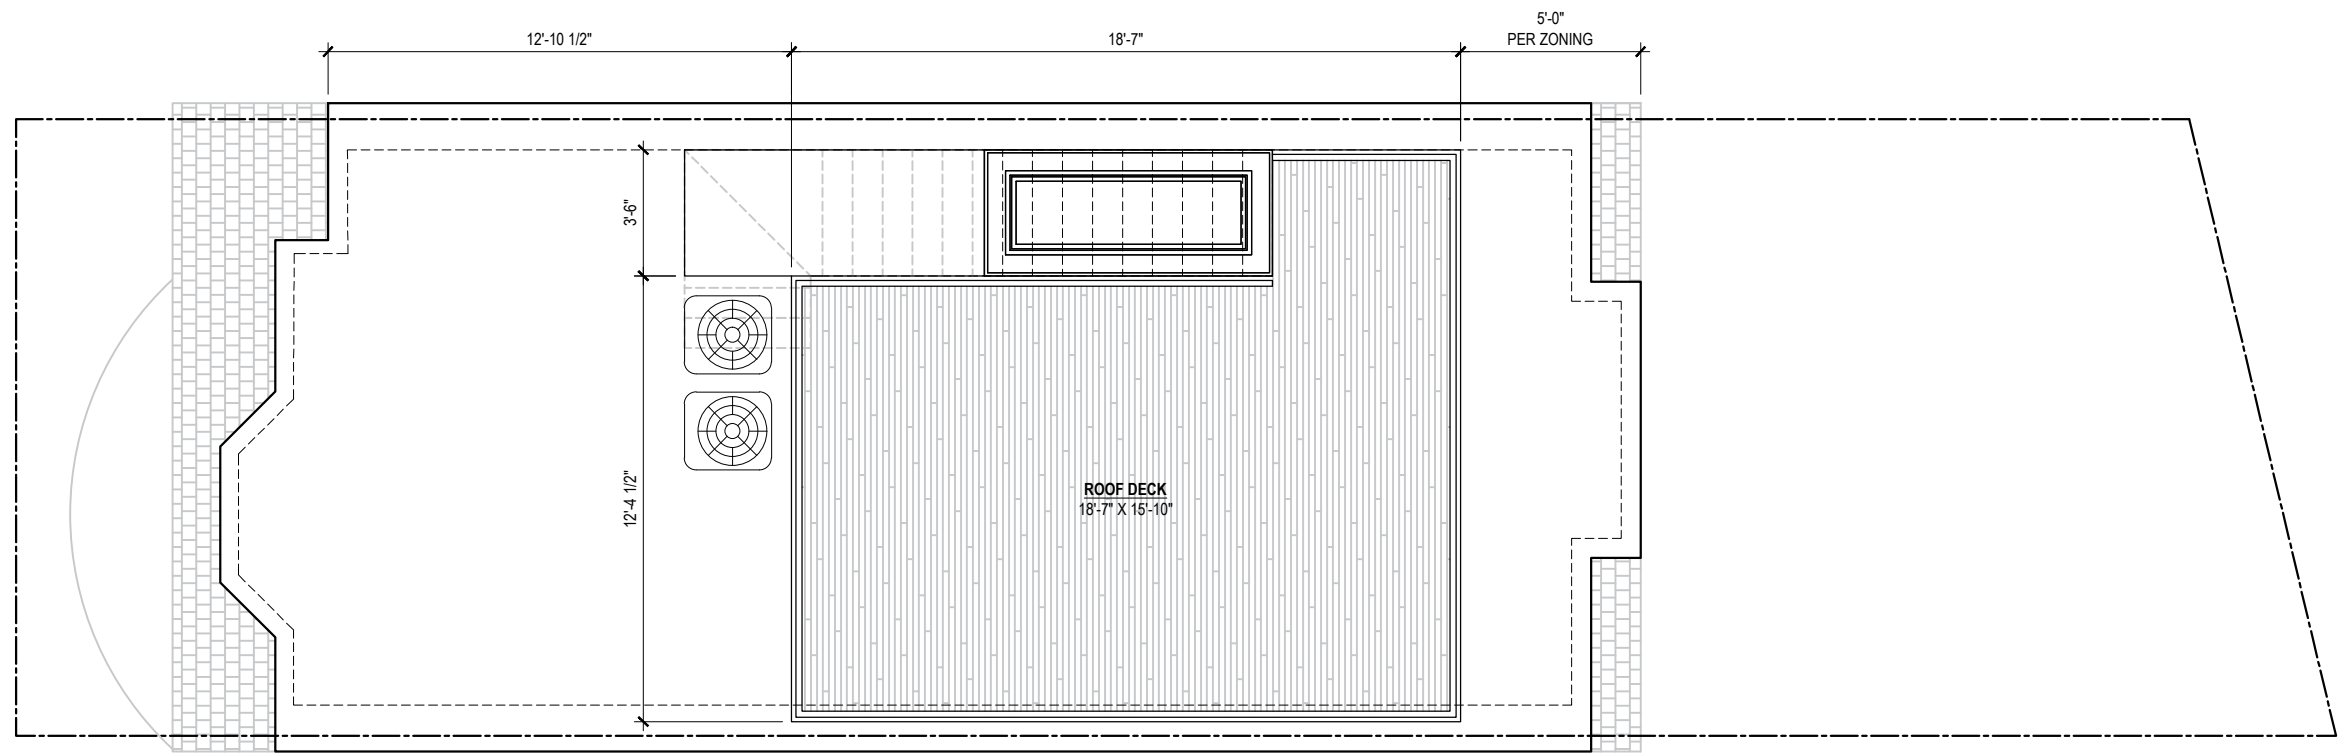 5'-0"
12'-10 1/2"
18'-7"
PER ZONING
3'-6"
12'-4 1/2"
ROOF DECK
18'-7" X 15'-10"